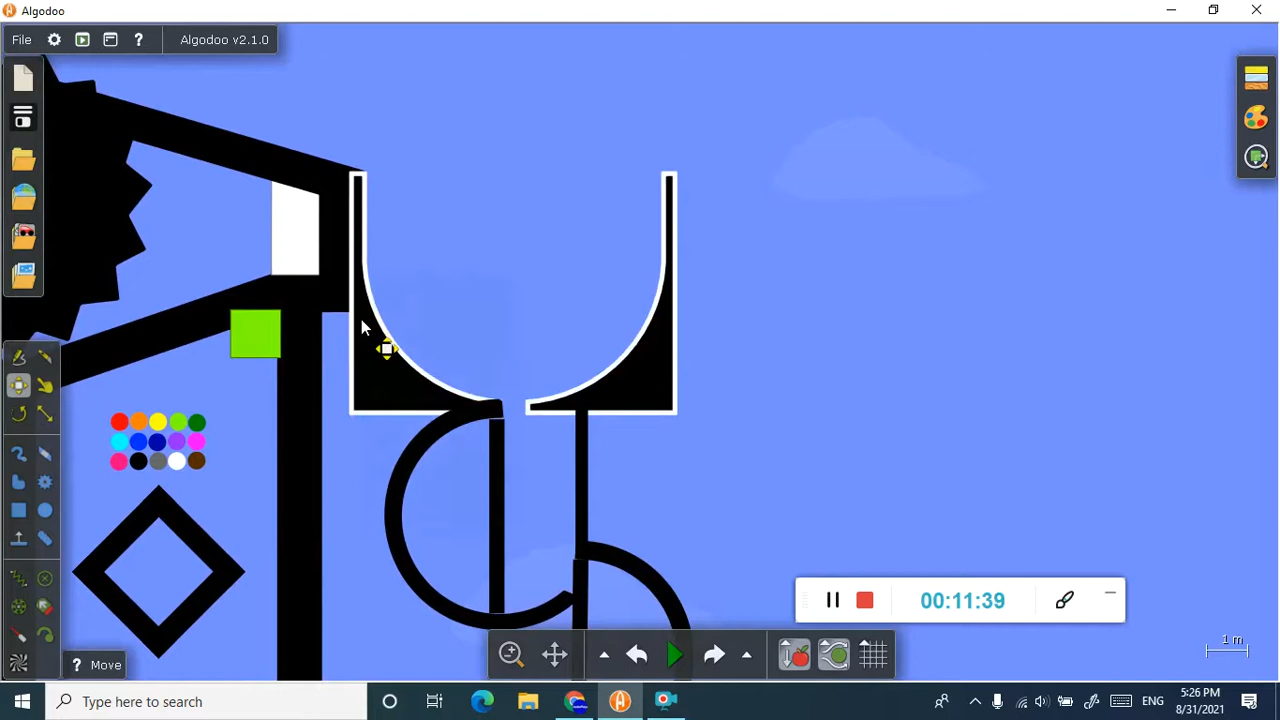 Algodoo
File
Algodoo v2.1.0
00:11:39
1 m
Move
Type here to search
ENG
5:26 PM
8/31/2021